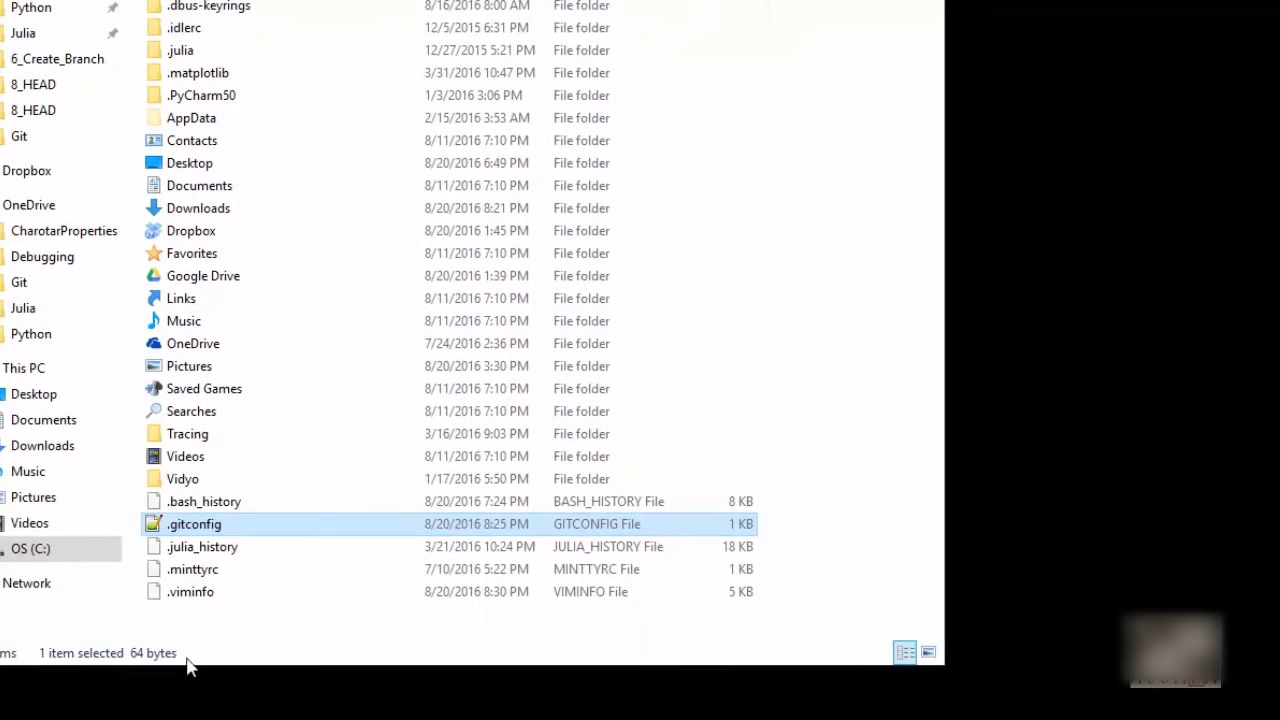 Python
Julia
6_Create_Branch
8_HEAD
8_HEAD
Git
Dropbox
OneDrive
CharotarProperties
Debugging
Git
Julia
Python
This PC
Desktop
Documents
Downloads
Music
Pictures
Videos
OS (C:)
Network
.dbus-keyrings 8/16/2016 8:00 AM File folder
.idlerc 12/5/2015 6:31 PM File folder
.julia 12/27/2015 5:21 PM File folder
.matplotlib 3/31/2016 10:47 PM File folder
.PyCharm50 1/3/2016 3:06 PM File folder
AppData 2/15/2016 3:53 AM File folder
Contacts 8/11/2016 7:10 PM File folder
Desktop 8/20/2016 6:49 PM File folder
Documents 8/11/2016 7:10 PM File folder
Downloads 8/20/2016 8:21 PM File folder
Dropbox 8/20/2016 1:45 PM File folder
Favorites 8/11/2016 7:10 PM File folder
Google Drive 8/20/2016 1:39 PM File folder
Links 8/11/2016 7:10 PM File folder
Music 8/11/2016 7:10 PM File folder
OneDrive 7/24/2016 2:36 PM File folder
Pictures 8/20/2016 3:30 PM File folder
Saved Games 8/11/2016 7:10 PM File folder
Searches 8/11/2016 7:10 PM File folder
Tracing 3/16/2016 9:03 PM File folder
Videos 8/11/2016 7:10 PM File folder
Vidyo 1/17/2016 5:50 PM File folder
.bash_history 8/20/2016 7:24 PM BASH_HISTORY File 8 KB
.gitconfig 8/20/2016 8:25 PM GITCONFIG File 1 KB
.julia_history 3/21/2016 10:24 PM JULIA_HISTORY File 18 KB
.minttyrc 7/10/2016 5:22 PM MINTTYRC File 1 KB
.viminfo 8/20/2016 8:30 PM VIMINFO File 5 KB
ms 1 item selected 64 bytes